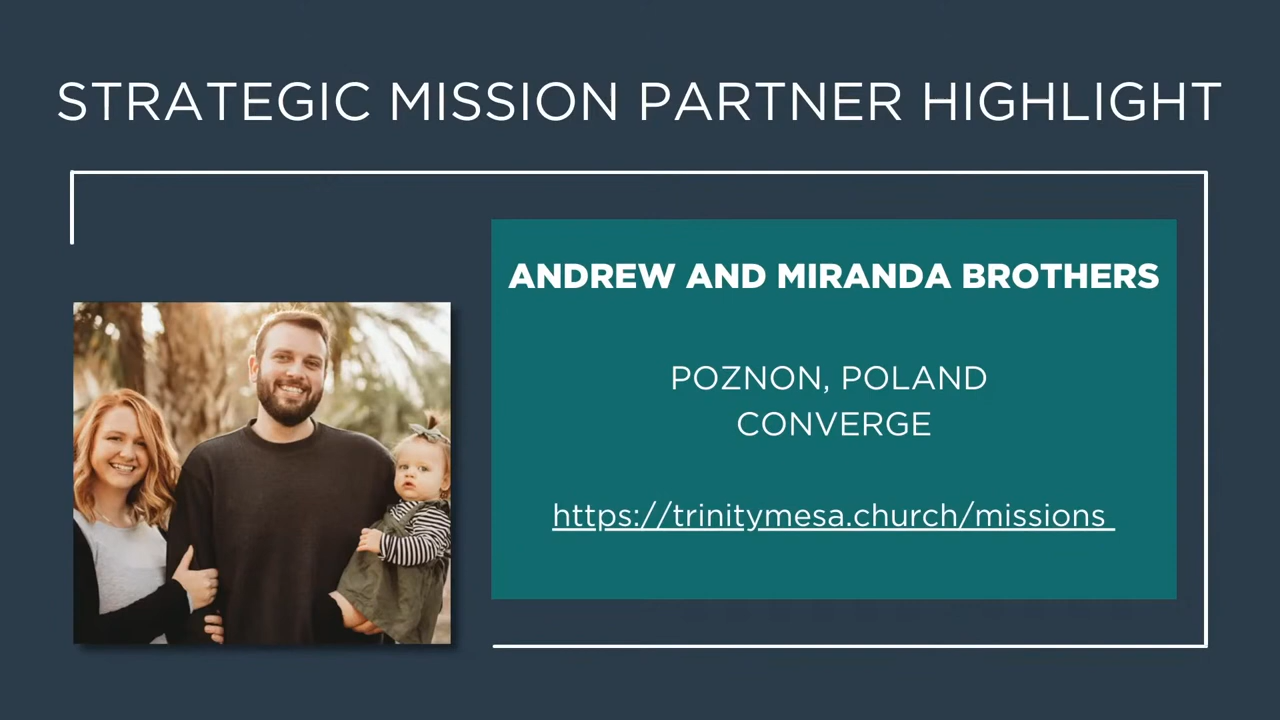 STRATEGIC MISSION PARTNER HIGHLIGHT
ANDREW AND MIRANDA BROTHERS
POZNON, POLAND
CONVERGE
https://trinitymesa.church/missions